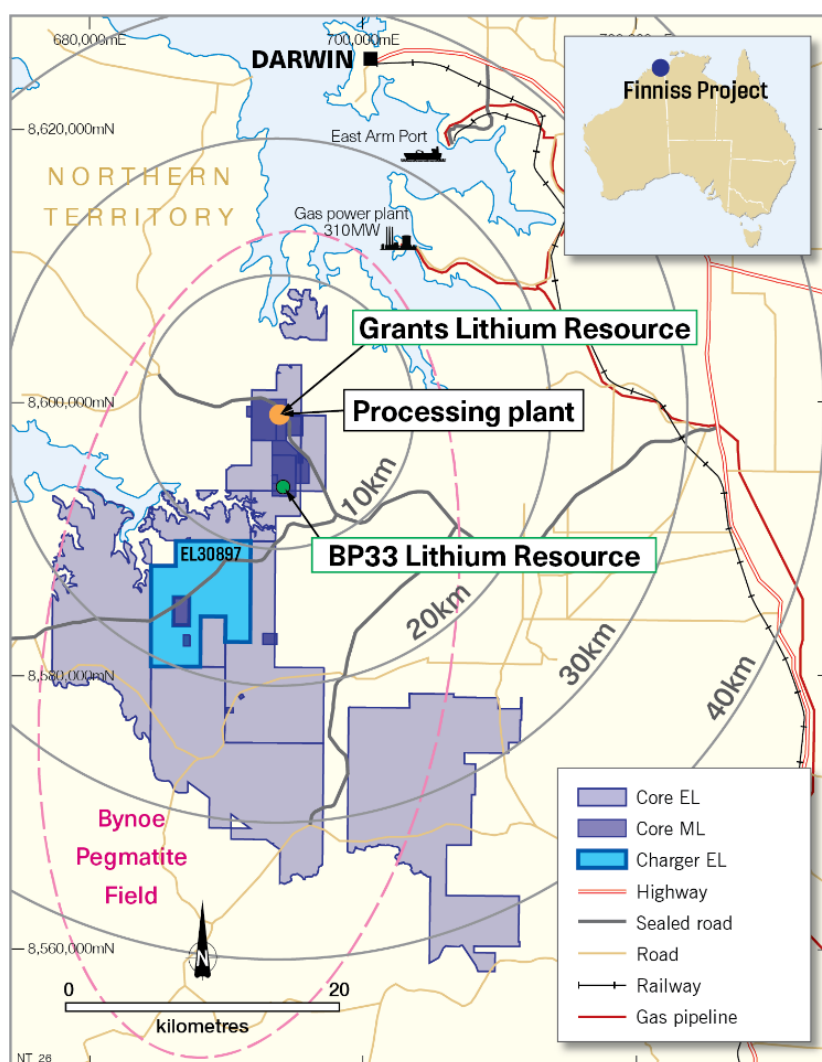 680,000mE
700,000mE
DARWIN
8,620,000mN
East Arm Port
NORTHERN
TERRITORY
Gas power plant
310MW
Finniss Project
Grants Lithium Resource
8,600,000mN
Processing plant
10km
EL30897
BP33 Lithium Resource
20km
30km
40km
8,580,000mN
Bynoe
Pegmatite
Field
N
8,560,000mN
0 20
kilometres
NT_26
Core EL
Core ML
Charger EL
Highway
Sealed road
Road
Railway
Gas pipeline